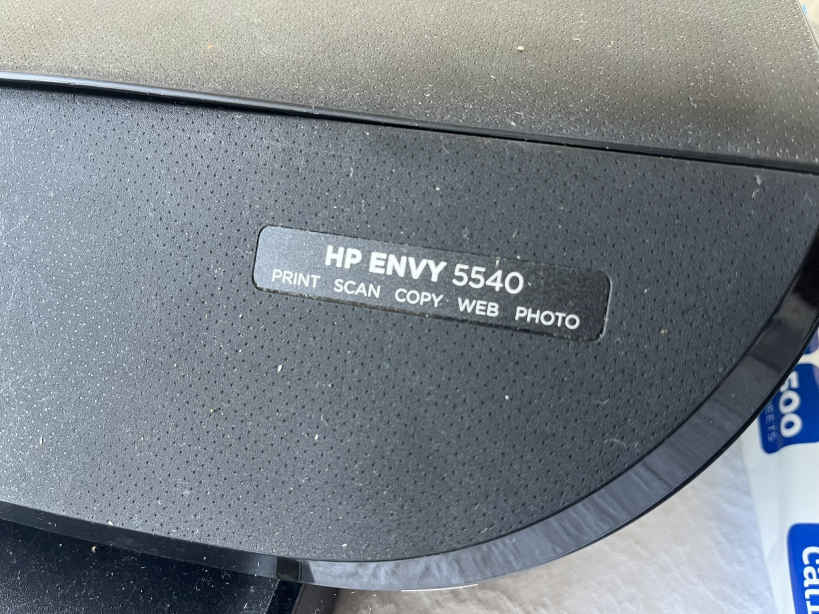 HP ENVY 5540
PRINT SCAN COPY WEB PHOTO
500